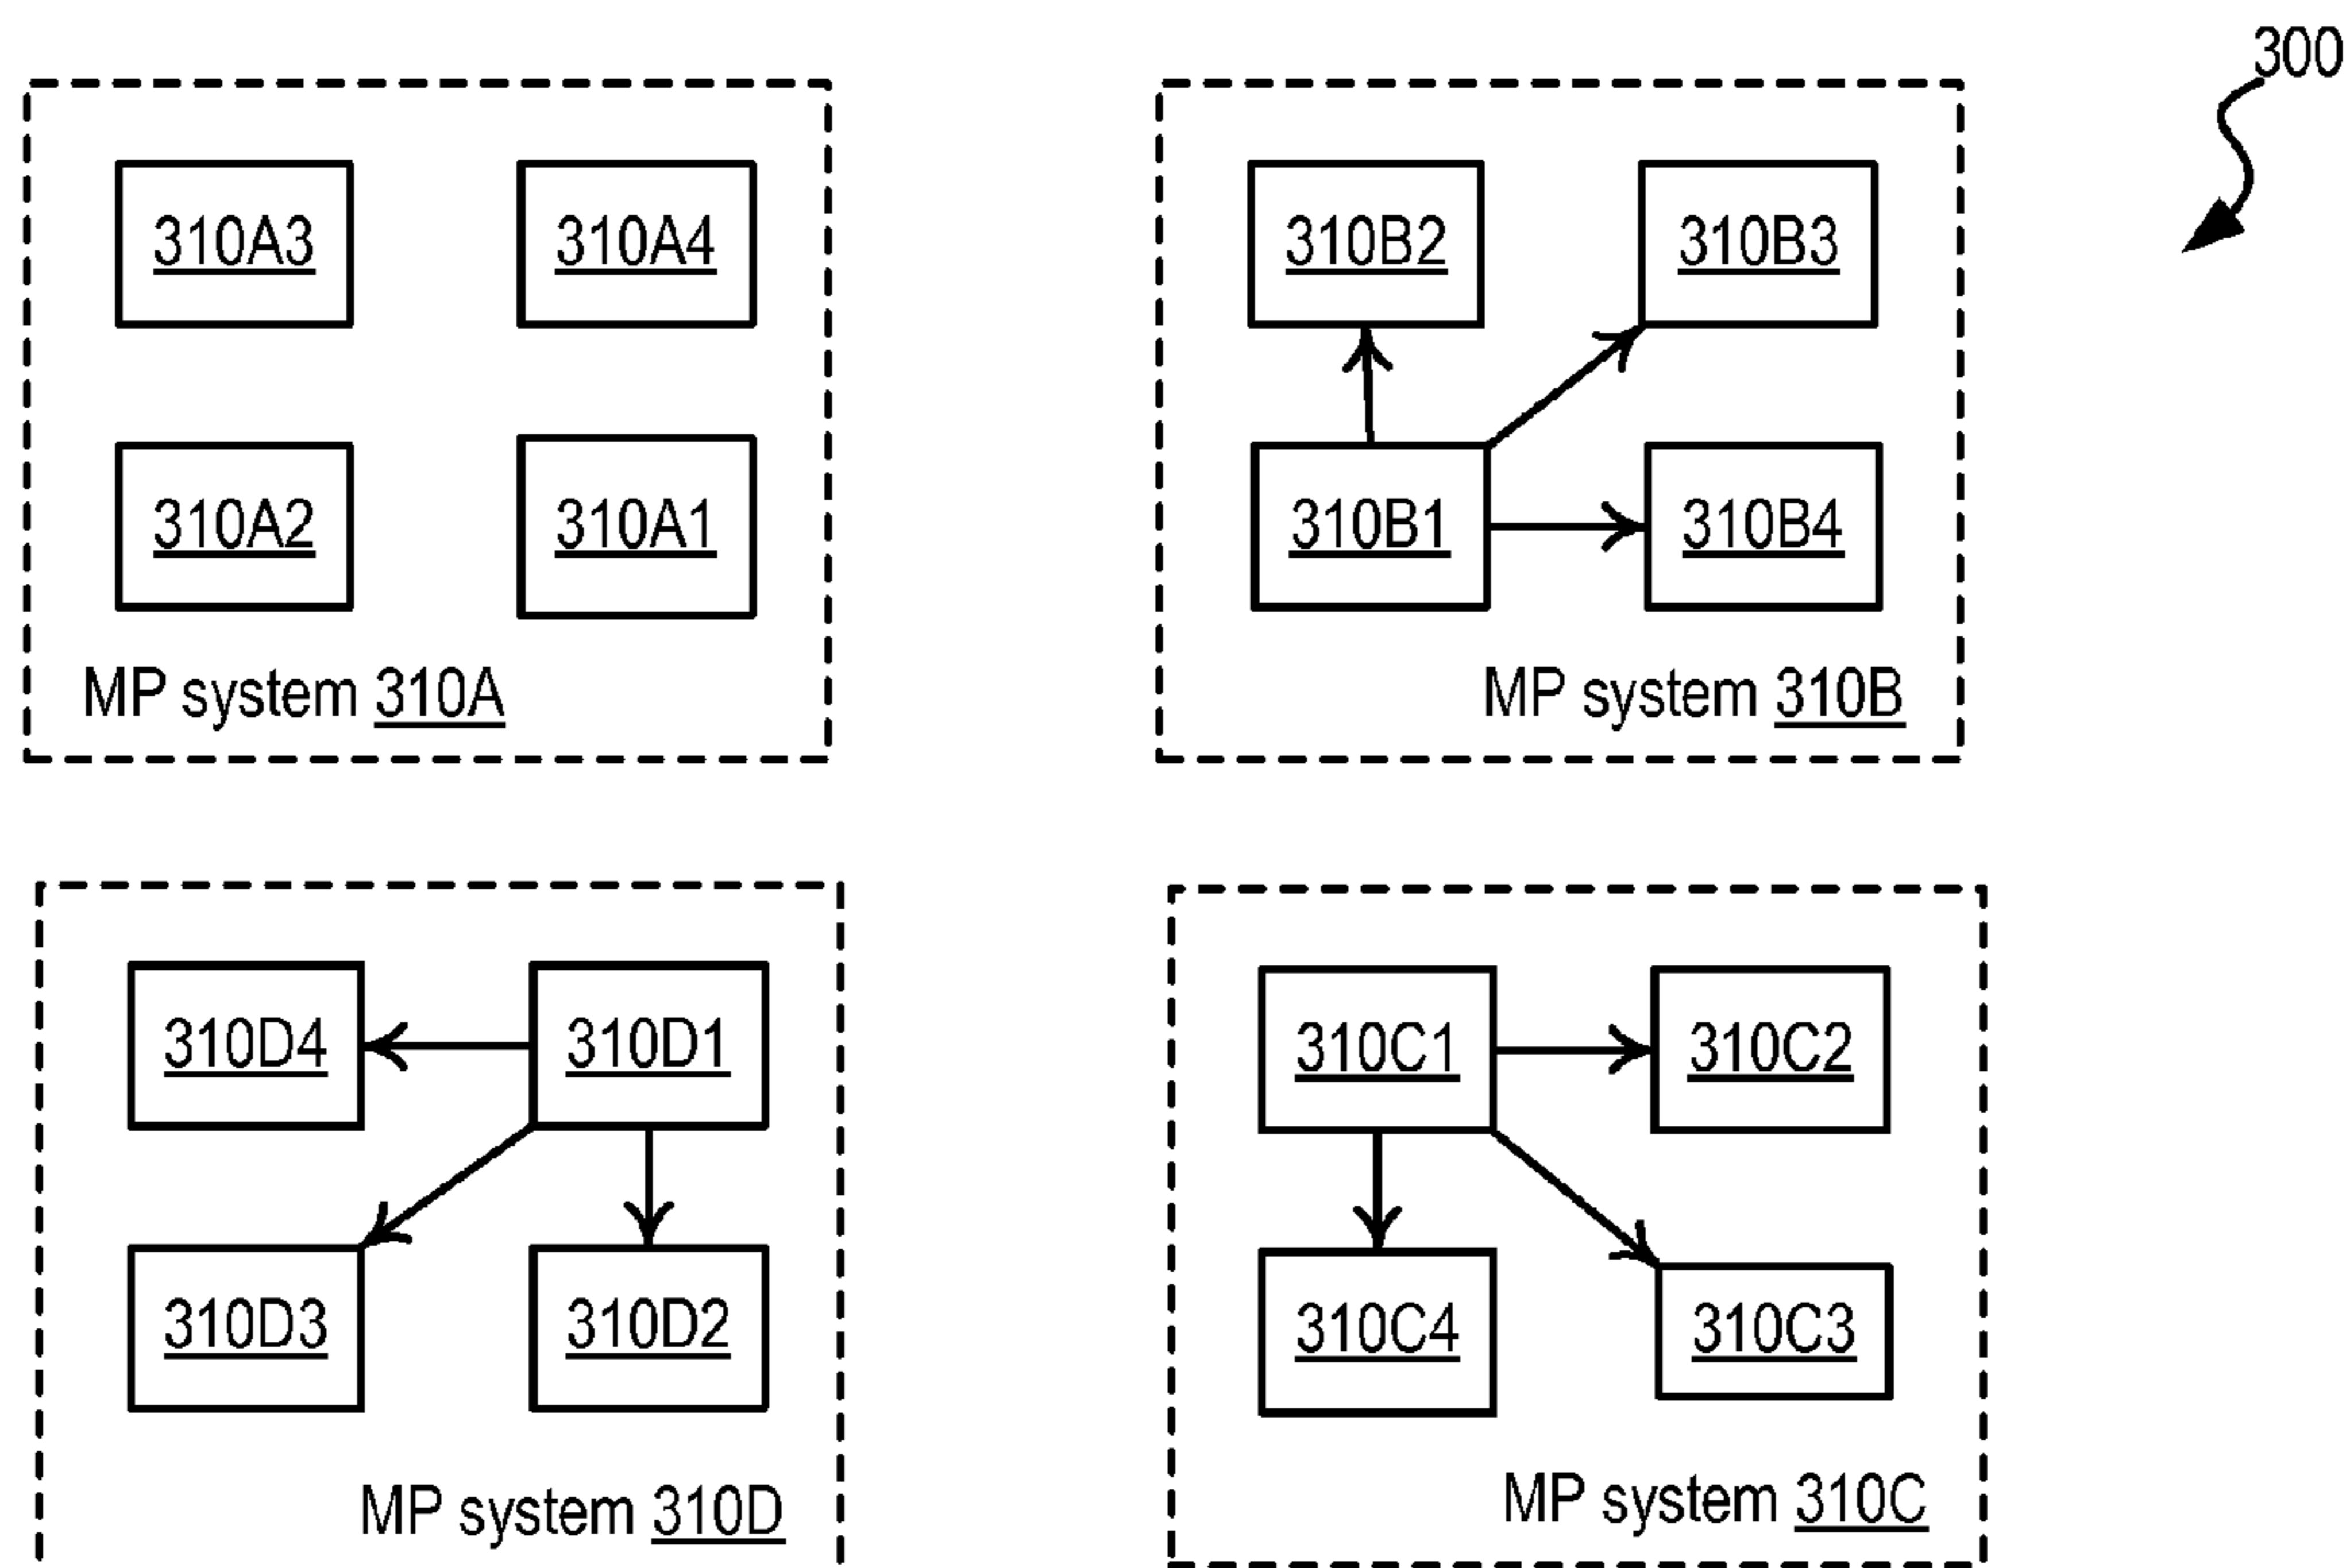 300
310A3
310A4
310A2
310A1
MP system 310A
310B2
310B3
310B1
310B4
MP system 310B
310D4
310D1
310D3
310D2
MP system 310D
310C1
310C2
310C4
310C3
MP system 310C